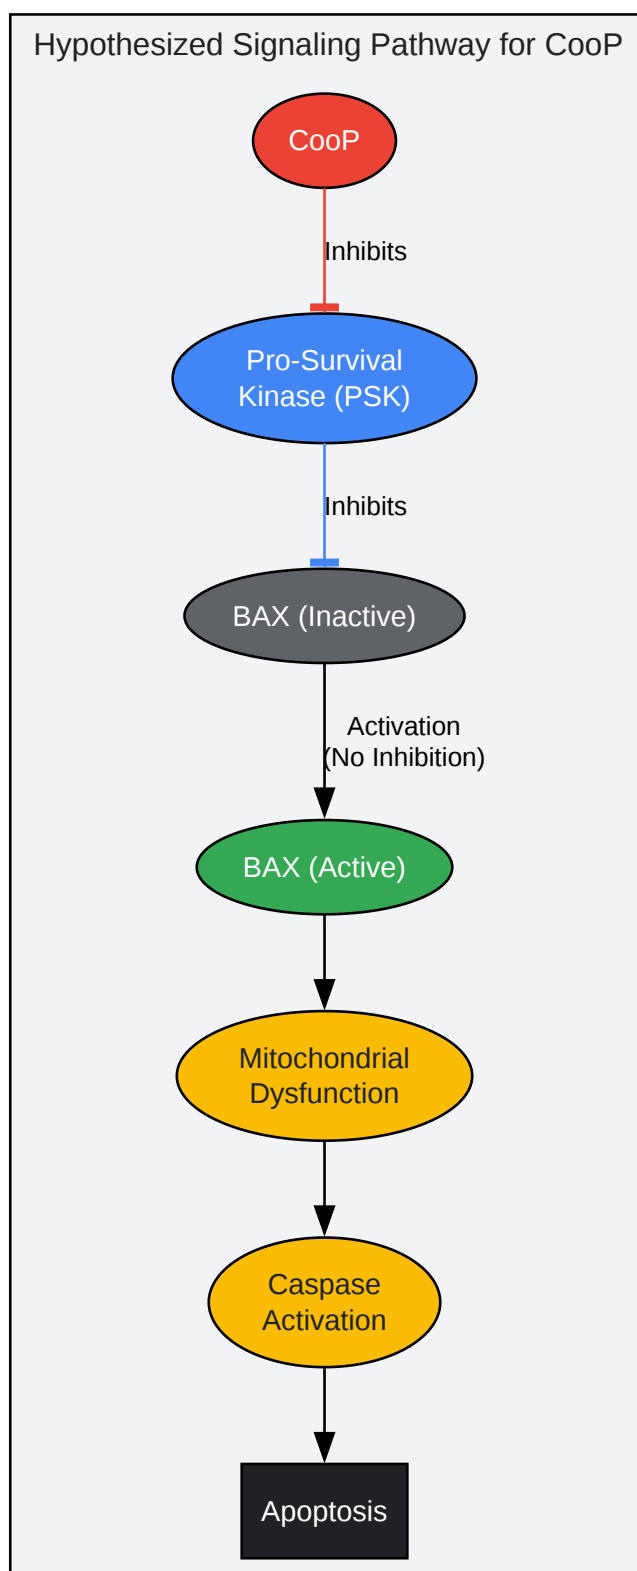 Hypothesized Signaling Pathway for CooP
CooP
Inhibits
Pro-Survival
Kinase (PSK)
Inhibits
BAX (Inactive)
Activation
(No Inhibition)
BAX (Active)
Mitochondrial
Dysfunction
Caspase
Activation
Apoptosis